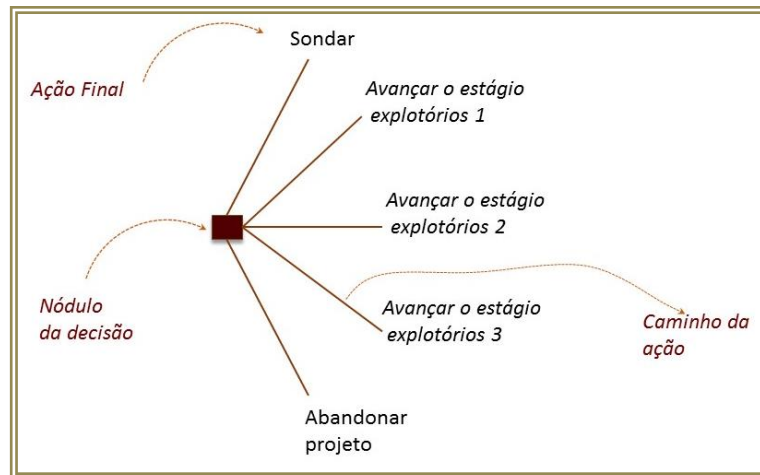 Sondar
Ação Final
Avançar o estágio
explotórios 1
Avançar o estágio
explotórios 2
Nódulo
da decisão
Avançar o estágio
explotórios 3
Caminho da
ação
Abandonar
projeto